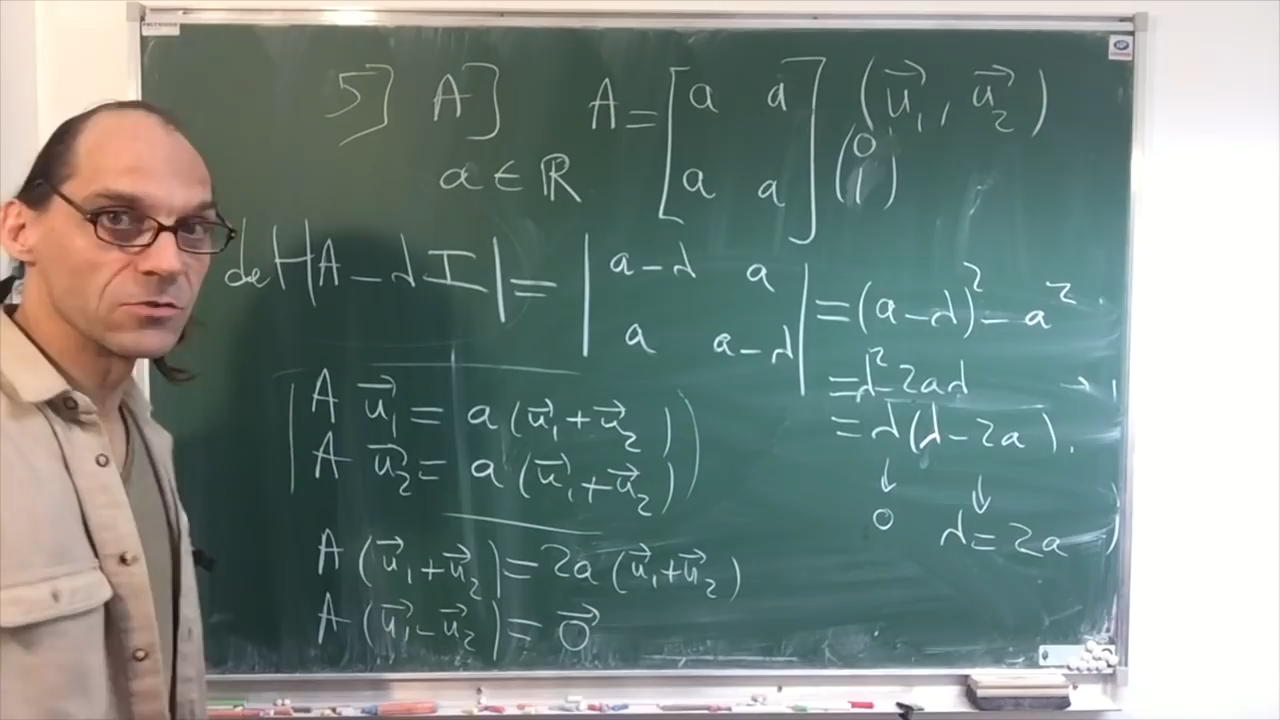 5] A] A = [ a a ] (u⃗₁, u⃗₂)
a ∈ ℝ [ a a ] (0 1)
det|A - λI| = | a-λ a | = (a-λ)² - a²
| a a-λ | = λ² - 2aλ
= λ(λ - 2a).
A u⃗₁ = a (u⃗₁ + u⃗₂)
A u⃗₂ = a (u⃗₁ + u⃗₂)
↓ ↓
0 λ = 2a
A (u⃗₁ + u⃗₂) = 2a (u⃗₁ + u⃗₂)
A (u⃗₁ - u⃗₂) = 0⃗